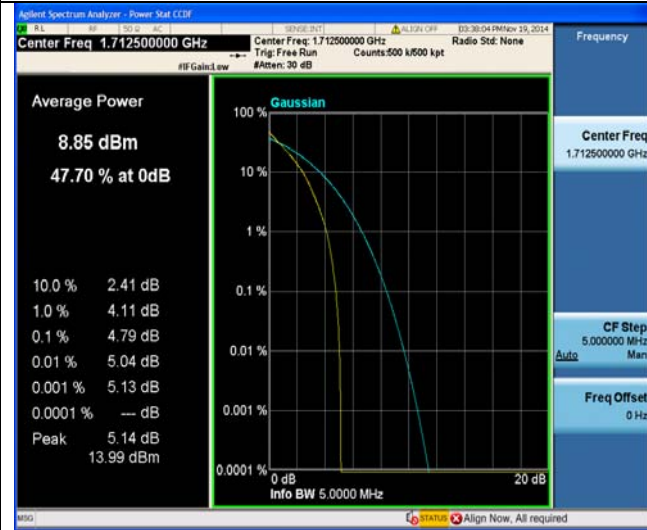 Agilent Spectrum Analyzer - Power Stat CCDF
RL RF 50 Ω AC SENSE:INT ALIGN OFF 03:38:04 PM Nov 19, 2014
Center Freq 1.712500000 GHz
Center Freq: 1.712500000 GHz
Radio Std: None
Trig: Free Run Counts:500 k/500 kpt
#IFGain:Low
#Atten: 30 dB
Frequency
Average Power
8.85 dBm
47.70 % at 0dB
10.0 % 2.41 dB
1.0 % 4.11 dB
0.1 % 4.79 dB
0.01 % 5.04 dB
0.001 % 5.13 dB
0.0001 % --- dB
Peak 5.14 dB
13.99 dBm
Gaussian
100 %
10 %
1 %
0.1 %
0.01 %
0.001 %
0.0001 %
0 dB
20 dB
Info BW 5.0000 MHz
Center Freq
1.712500000 GHz
CF Step
5.000000 MHz
Auto Man
Freq Offset
0 Hz
MSG
STATUS Align Now, All required